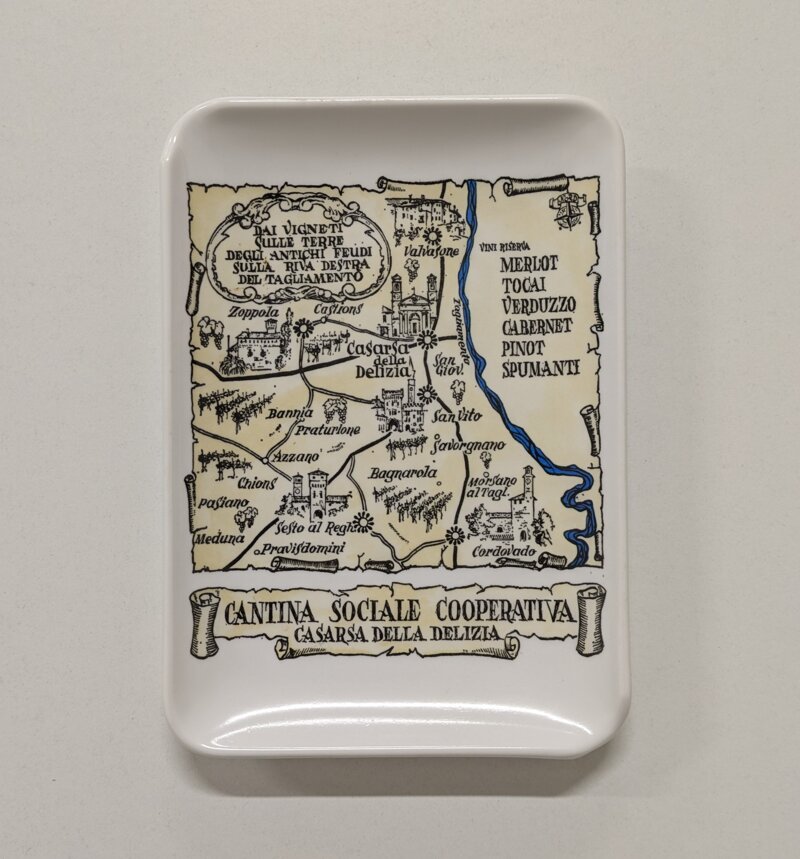 DAI VIGNETI
SULLE TERRE
DEGLI ANTICHI FEUDI
SULLA RIVA DESTRA
DEL TAGLIAMENTO
Valvasone
VINI RISERVA
MERLOT
TOCAI
VERDUZZO
CABERNET
PINOT
SPUMANTI
Zoppola
Castions
Tagliamento
Casarsa
della
Delizia
San
Giov.
Bannia
Praturlone
San Vito
Savorgnano
Azzano
Chions
Bagnarola
Morsano
al Tagl.
Pasiano
Sesto al Regh
Meduna
Pravisdomini
Cordovado
CANTINA SOCIALE COOPERATIVA
CASARSA DELLA DELIZIA